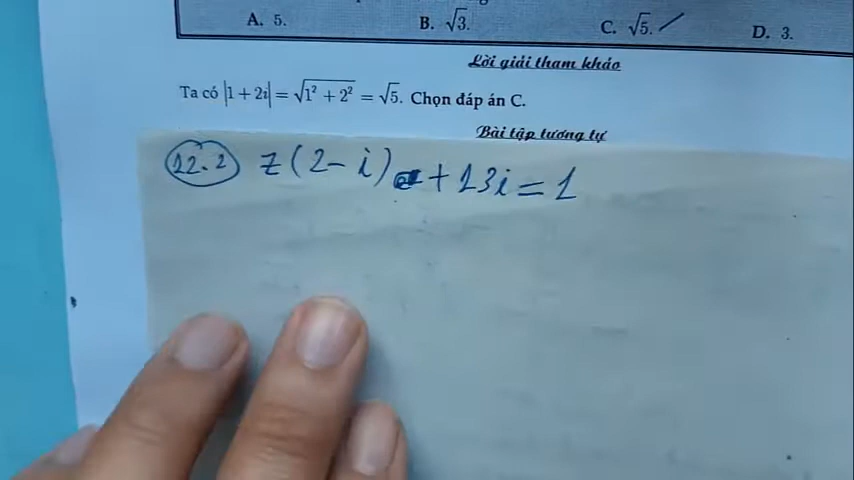 A. 5. B. √3. C. √5. D. 3.
Lời giải tham khảo
Ta có |1 + 2i| = √(1² + 2²) = √5. Chọn đáp án C.
Bài tập tương tự
22.2 z(2 - i) + 13i = 1